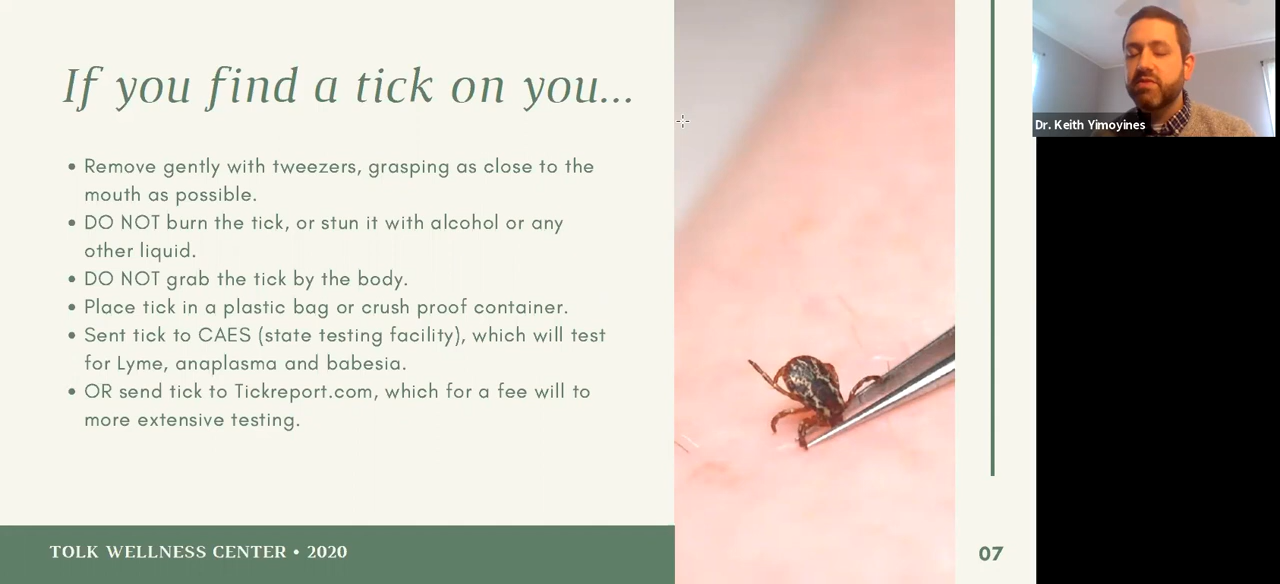 If you find a tick on you...
• Remove gently with tweezers, grasping as close to the
mouth as possible.
• DO NOT burn the tick, or stun it with alcohol or any
other liquid.
• DO NOT grab the tick by the body.
• Place tick in a plastic bag or crush proof container.
• Sent tick to CAES (state testing facility), which will test
for Lyme, anaplasma and babesia.
• OR send tick to Tickreport.com, which for a fee will to
more extensive testing.
TOLK WELLNESS CENTER • 2020
07
Dr. Keith Yimoyines